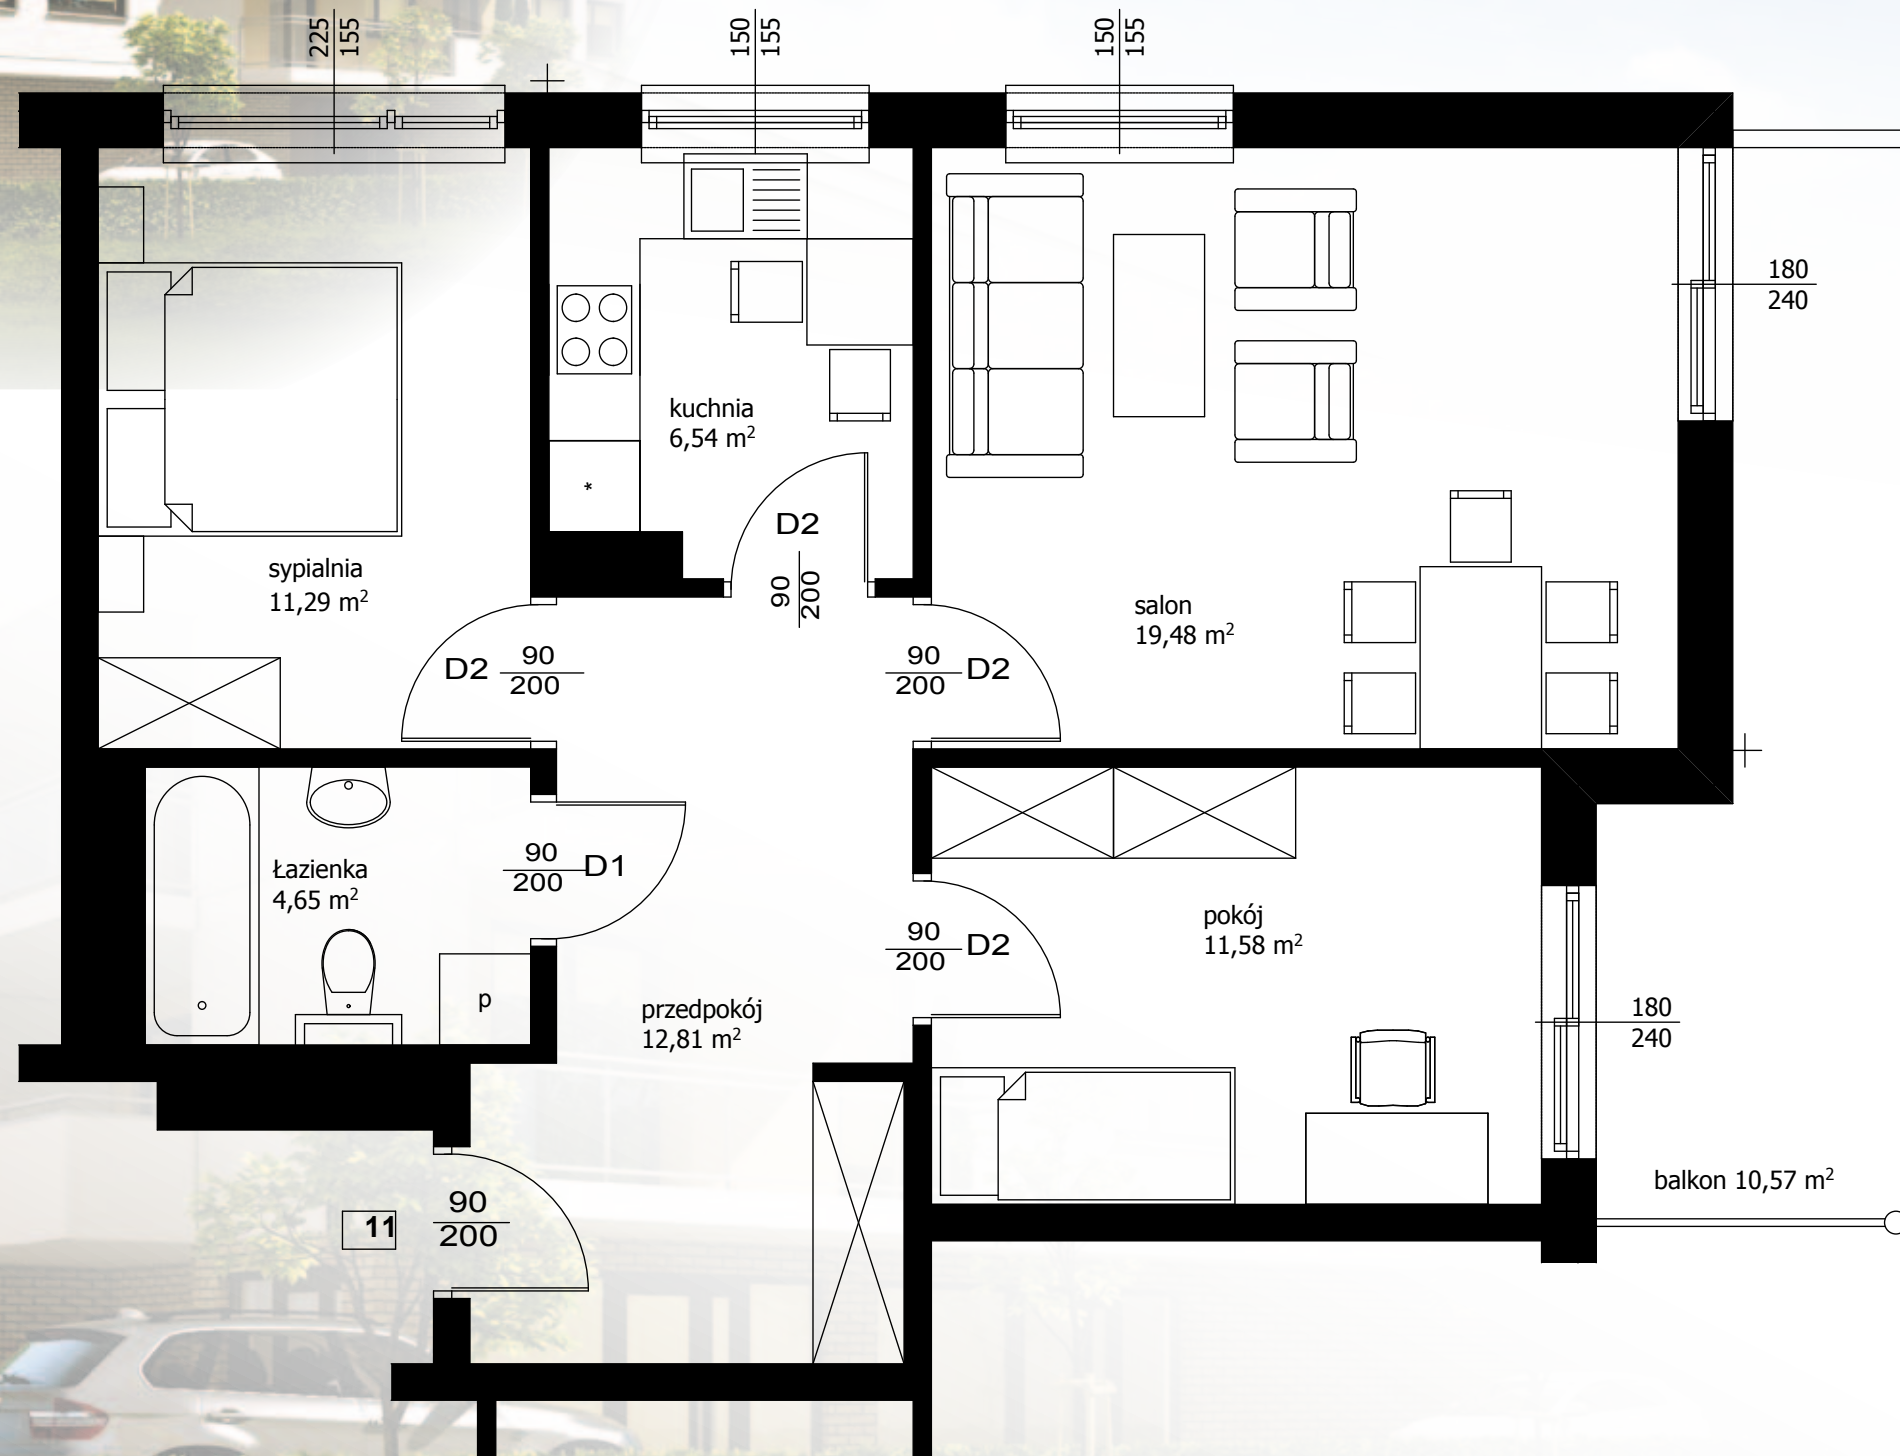 225
155
150
155
150
155
180
240
kuchnia
6,54 m²
*
D2
90
200
sypialnia
11,29 m²
salon
19,48 m²
D2 90
200
90 D2
200
Łazienka
4,65 m²
90 D1
200
pokój
11,58 m²
90 D2
200
p
przedpokój
12,81 m²
180
240
balkon 10,57 m²
11
90
200